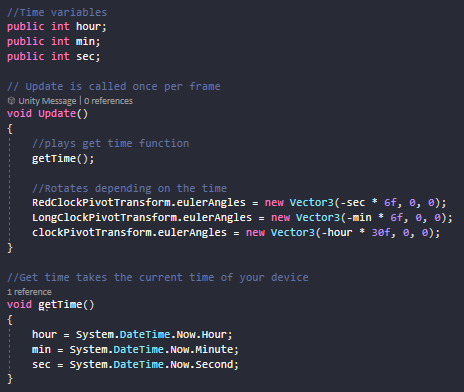 //Time variables
public int hour;
public int min;
public int sec;
// Update is called once per frame
Unity Message | 0 references
void Update()
{
//plays get time function
getTime();
//Rotates depending on the time
RedClockPivotTransform.eulerAngles = new Vector3(-sec * 6f, 0, 0);
LongClockPivotTransform.eulerAngles = new Vector3(-min * 6f, 0, 0);
clockPivotTransform.eulerAngles = new Vector3(-hour * 30f, 0, 0);
}
//Get time takes the current time of your device
1 reference
void getTime()
{
hour = System.DateTime.Now.Hour;
min = System.DateTime.Now.Minute;
sec = System.DateTime.Now.Second;
}